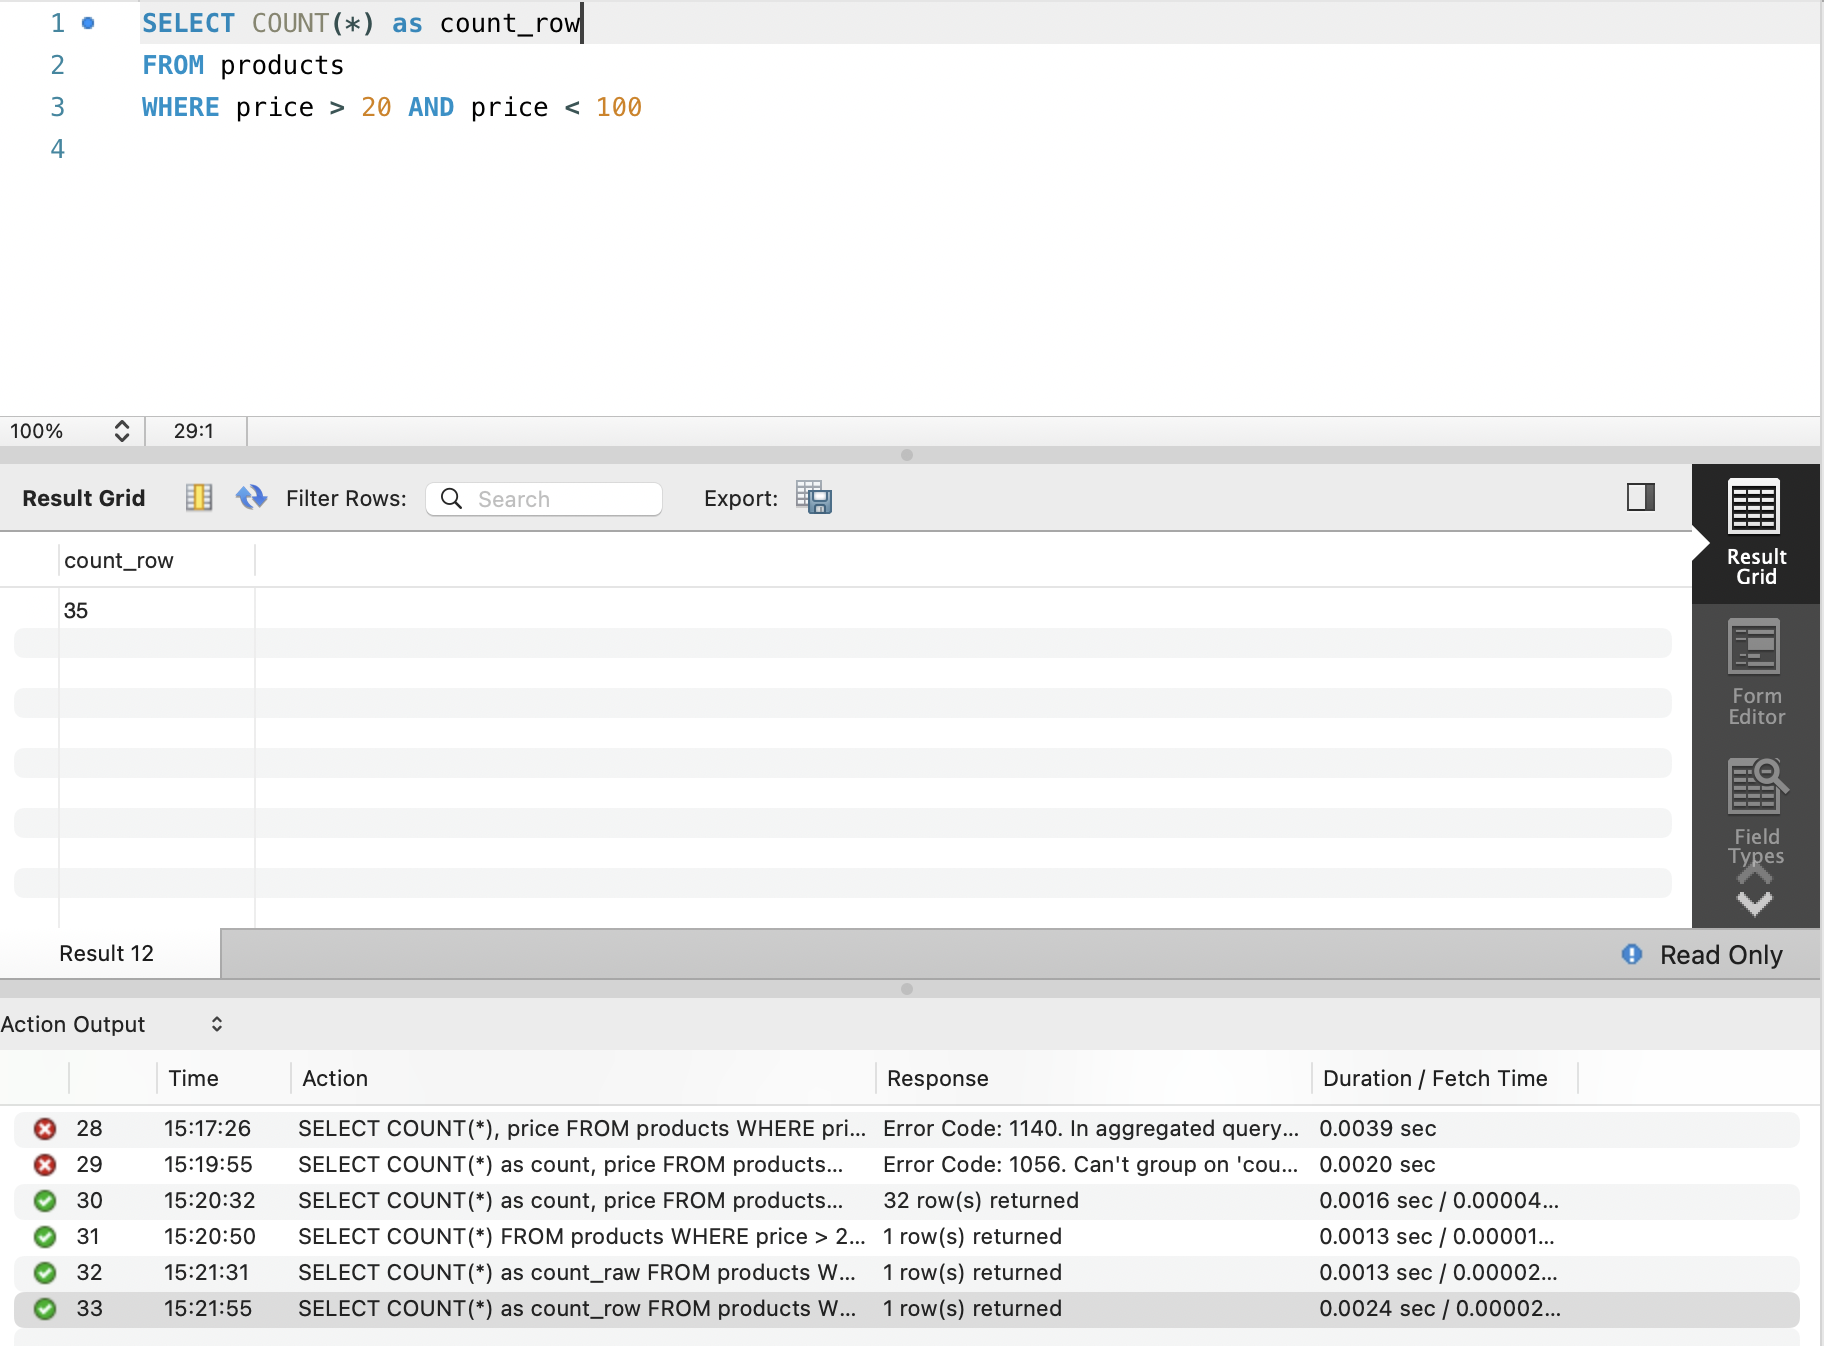 1 SELECT COUNT(*) as count_row
2 FROM products
3 WHERE price > 20 AND price < 100
4
100% 29:1
Result Grid Filter Rows: Search Export:
Result Grid
Form Editor
Field Types
count_row
35
Result 12 Read Only
Action Output
Time Action Response Duration / Fetch Time
28 15:17:26 SELECT COUNT(*), price FROM products WHERE pri... Error Code: 1140. In aggregated query... 0.0039 sec
29 15:19:55 SELECT COUNT(*) as count, price FROM products... Error Code: 1056. Can't group on 'cou... 0.0020 sec
30 15:20:32 SELECT COUNT(*) as count, price FROM products... 32 row(s) returned 0.0016 sec / 0.00004...
31 15:20:50 SELECT COUNT(*) FROM products WHERE price > 2... 1 row(s) returned 0.0013 sec / 0.00001...
32 15:21:31 SELECT COUNT(*) as count_raw FROM products W... 1 row(s) returned 0.0013 sec / 0.00002...
33 15:21:55 SELECT COUNT(*) as count_row FROM products W... 1 row(s) returned 0.0024 sec / 0.00002...